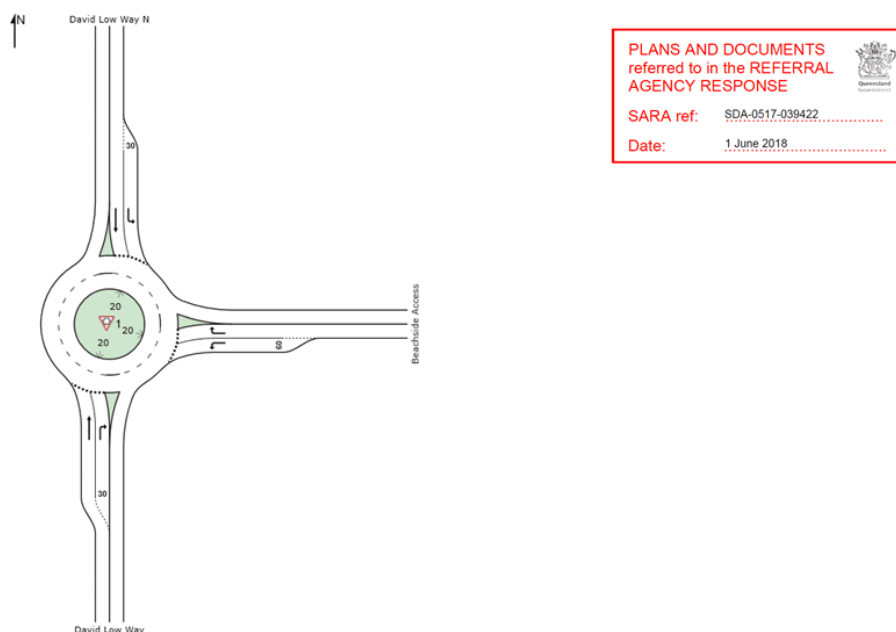 N
David Low Way N
30
20
1
20
20
Beachside Access
60
30
David Low Way
PLANS AND DOCUMENTS
referred to in the REFERRAL
AGENCY RESPONSE
Queensland
SARA ref: SDA-0517-039422
Date: 1 June 2018